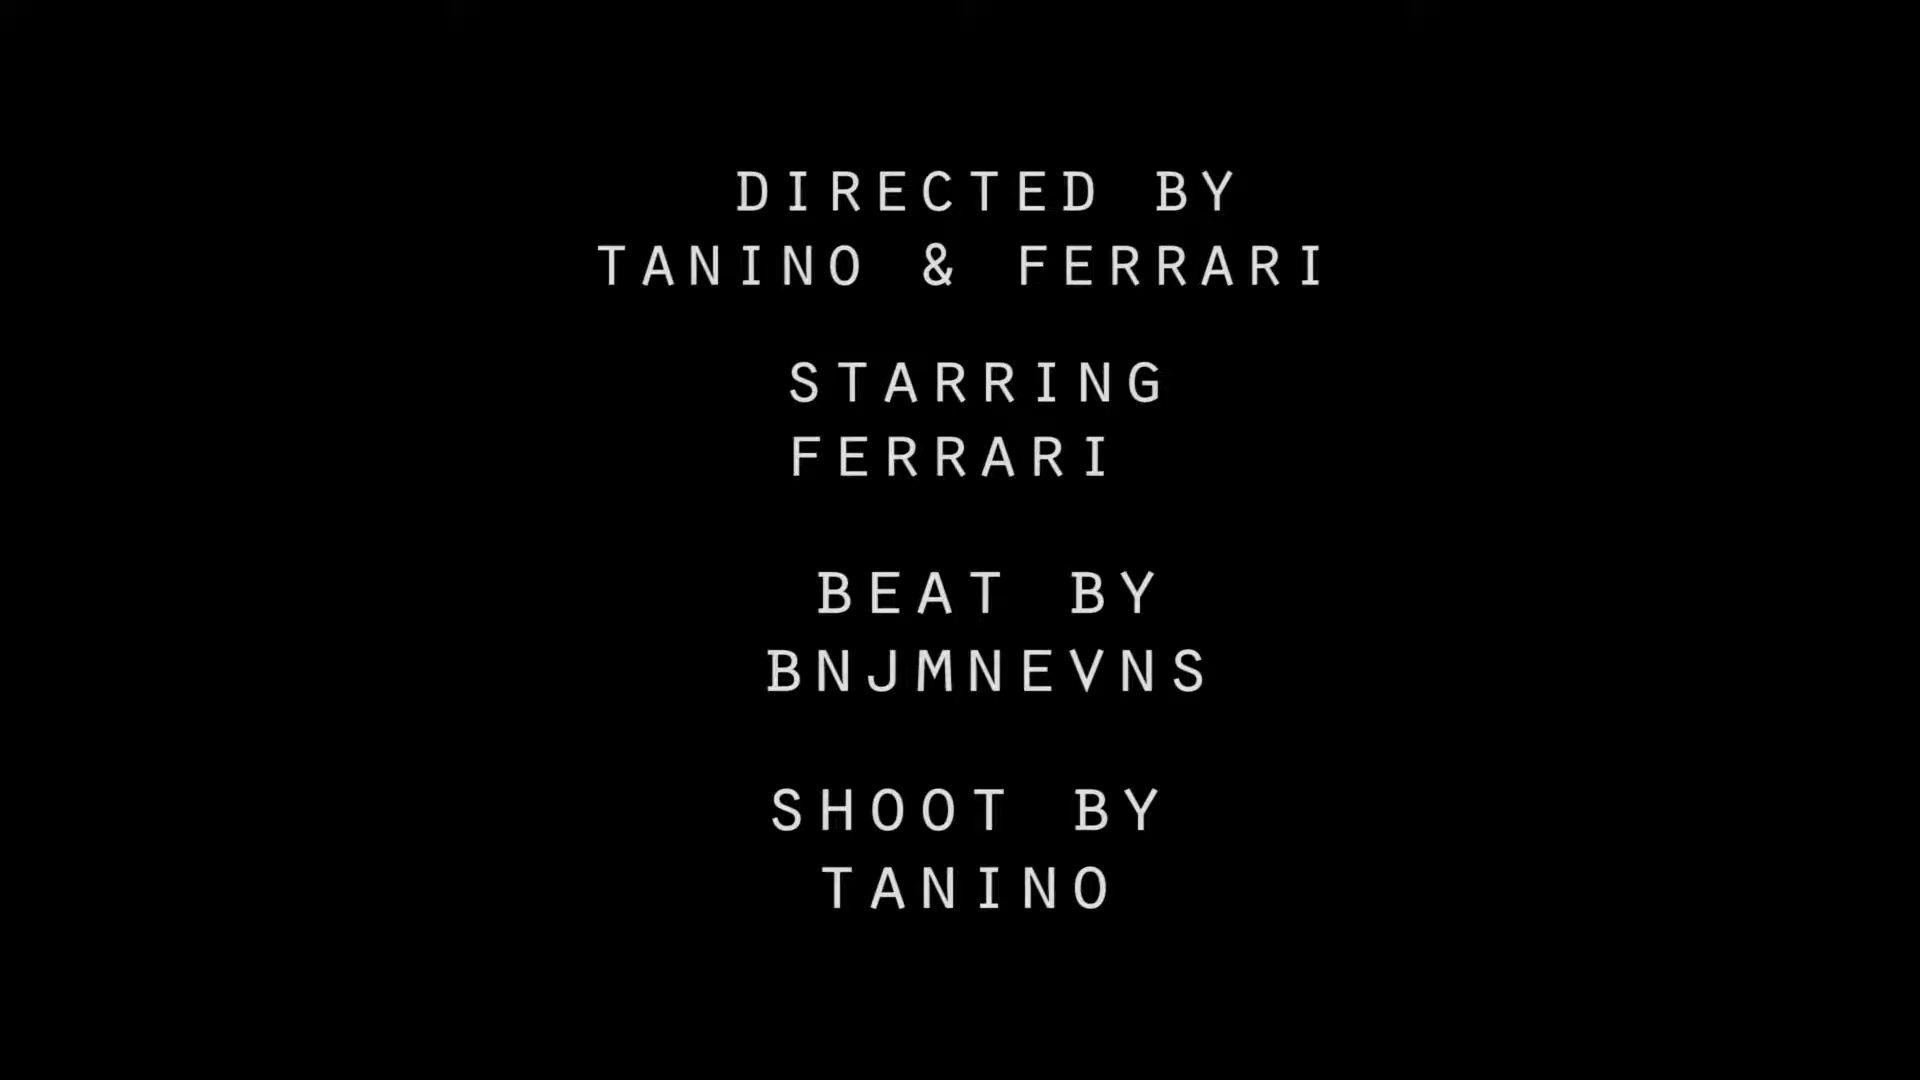 DIRECTED BY
TANINO & FERRARI
STARRING
FERRARI
BEAT BY
BNJMNEVNS
SHOOT BY
TANINO